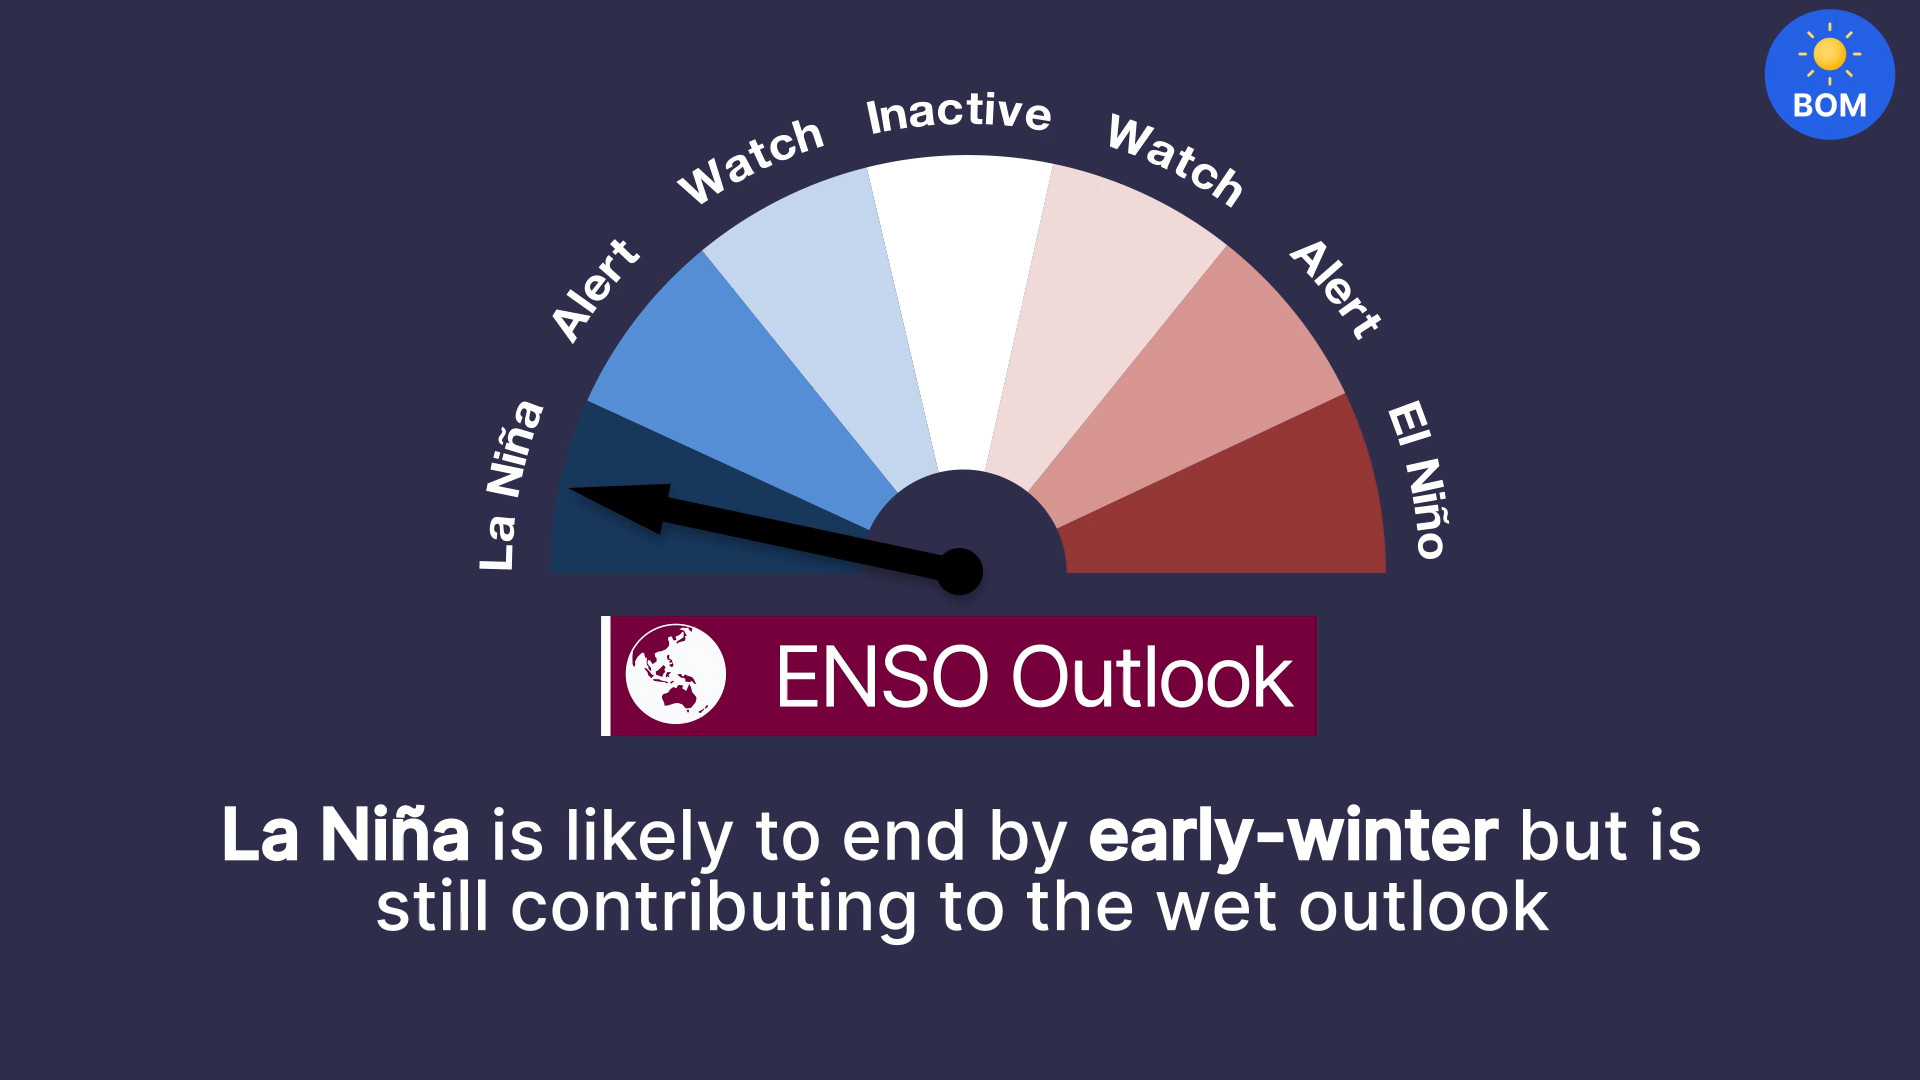 BOM
La Niña
Alert
Watch
Inactive
Watch
Alert
El Niño
ENSO Outlook
La Niña is likely to end by early-winter but is
still contributing to the wet outlook